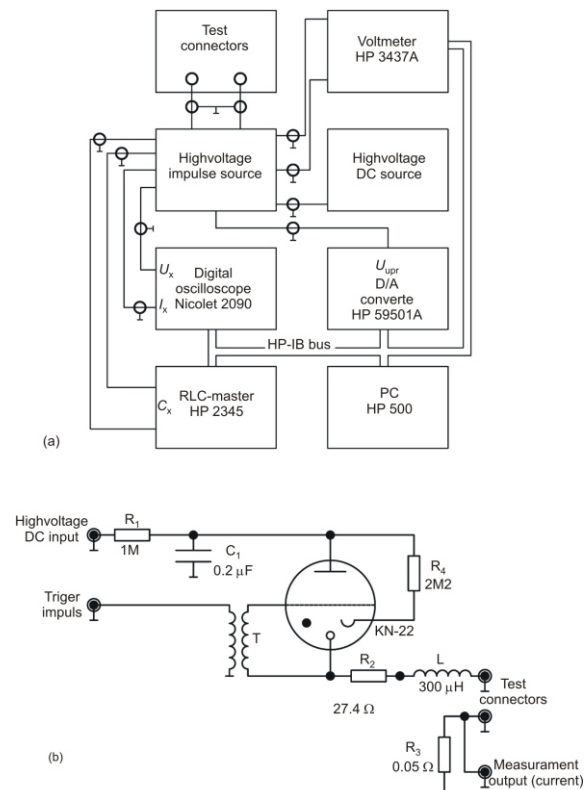 Test
connectors
Voltmeter
HP 3437A
Highvoltage
impulse source
Highvoltage
DC source
Ux
Digital
oscilloscope
Nicolet 2090
Ix
Uupr
D/A
converte
HP 59501A
HP-IB bus
RLC-master
HP 2345
Cx
PC
HP 500
(a)
Highvoltage
DC input
R1
1M
C1
0.2 μF
R4
2M2
Triger
impuls
T
KN-22
R2
27.4 Ω
L
300 μH
Test
connectors
R3
0.05 Ω
Measurament
output (current)
(b)